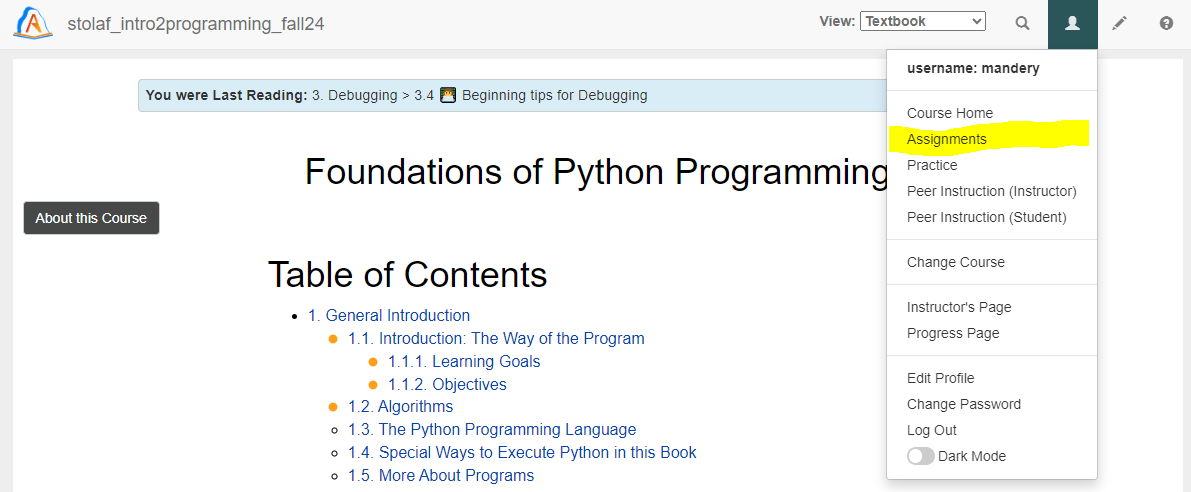 stolaf_intro2programming_fall24
View: Textbook
username: mandery
Course Home
Assignments
Practice
Peer Instruction (Instructor)
Peer Instruction (Student)
Change Course
Instructor's Page
Progress Page
Edit Profile
Change Password
Log Out
Dark Mode
You were Last Reading: 3. Debugging > 3.4 Beginning tips for Debugging
Foundations of Python Programming
About this Course
Table of Contents
1. General Introduction
1.1. Introduction: The Way of the Program
1.1.1. Learning Goals
1.1.2. Objectives
1.2. Algorithms
1.3. The Python Programming Language
1.4. Special Ways to Execute Python in this Book
1.5. More About Programs